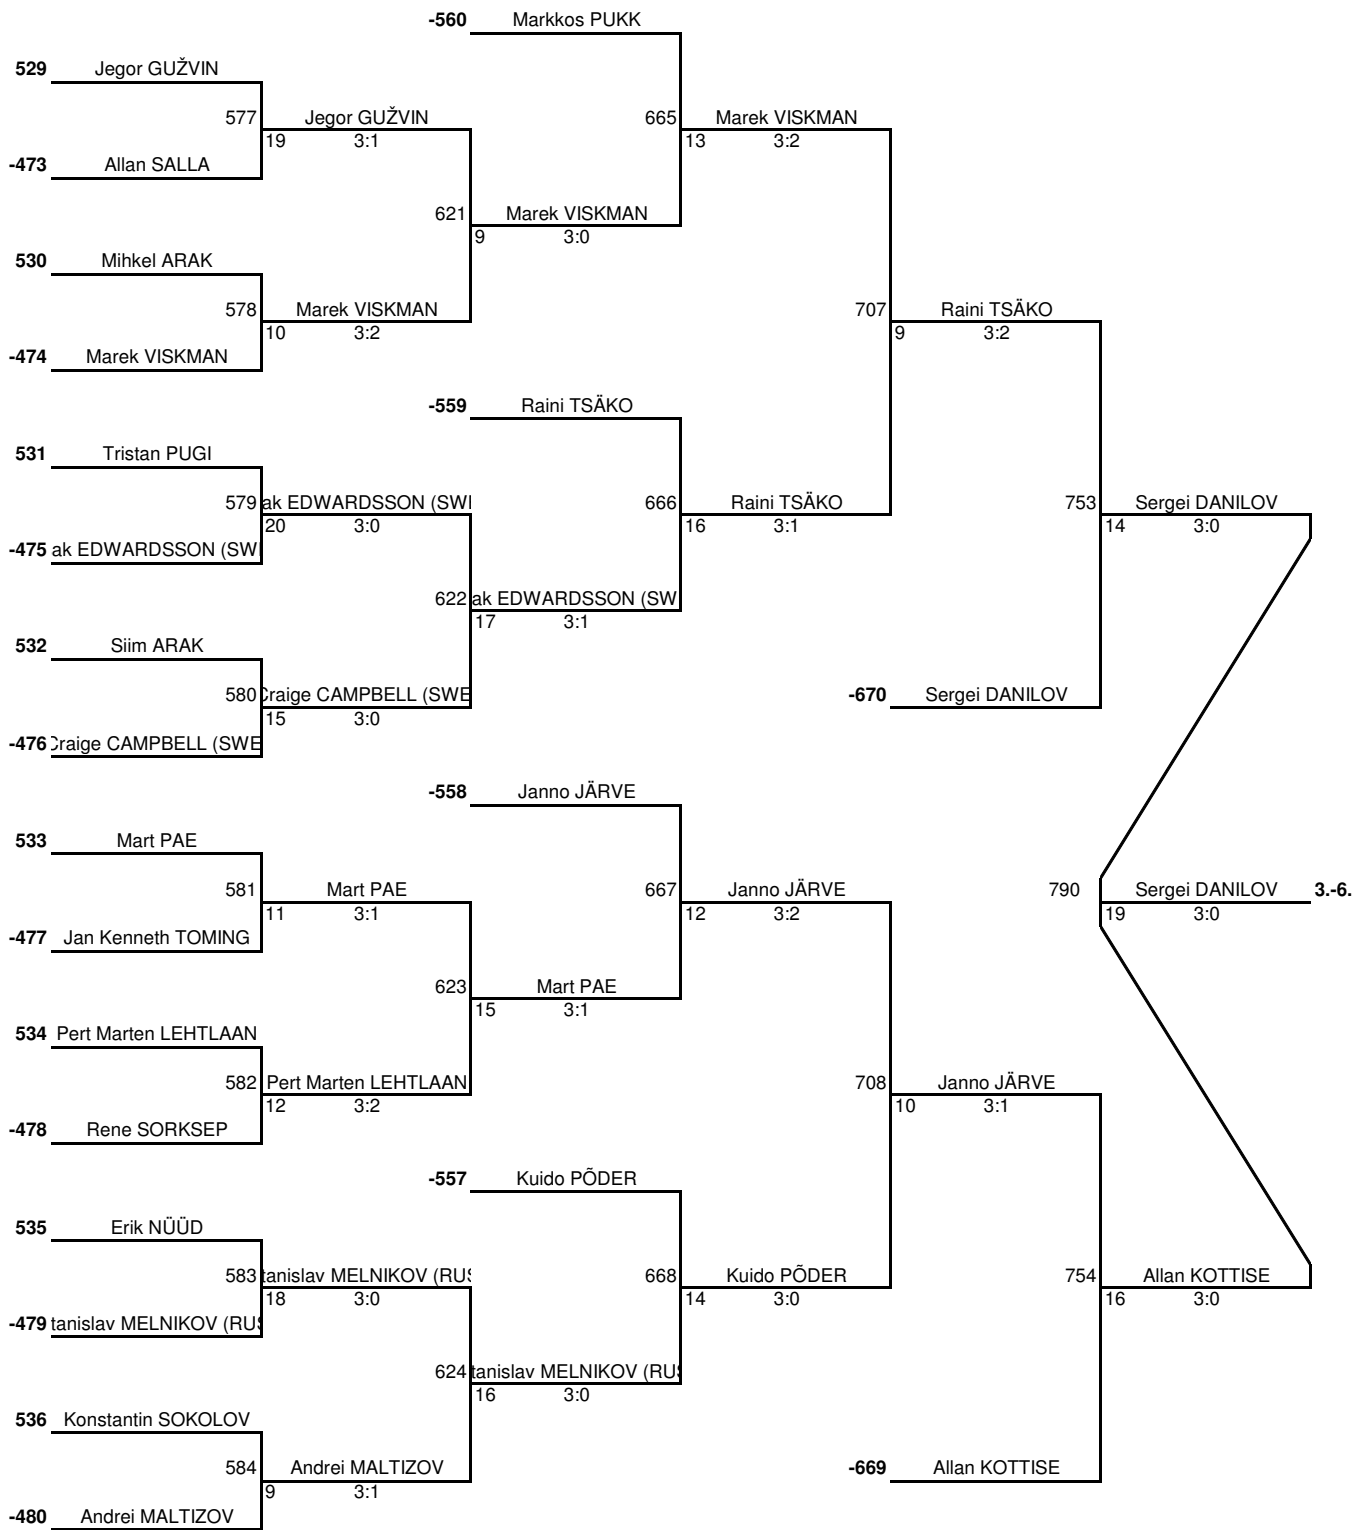 -560 Markkos PUKK
529 Jegor GUŽVIN
577 Jegor GUŽVIN 665 Marek VISKMAN
19 3:1 13 3:2
-473 Allan SALLA
621 Marek VISKMAN
9 3:0
530 Mihkel ARAK
578 Marek VISKMAN 707 Raini TSÄKO
10 3:2 9 3:2
-474 Marek VISKMAN
-559 Raini TSÄKO
531 Tristan PUGI
579 ak EDWARDSSON (SWE 666 Raini TSÄKO 753 Sergei DANILOV
20 3:0 16 3:1 14 3:0
-475 ak EDWARDSSON (SWE
622 ak EDWARDSSON (SW
17 3:1
532 Siim ARAK
580 Craige CAMPBELL (SWE -670 Sergei DANILOV
15 3:0
-476 Craige CAMPBELL (SWE
-558 Janno JÄRVE
533 Mart PAE
581 Mart PAE 667 Janno JÄRVE 790 Sergei DANILOV 3.-6.
11 3:1 12 3:2 19 3:0
-477 Jan Kenneth TOMING
623 Mart PAE
15 3:1
534 Pert Marten LEHTLAAN
582 Pert Marten LEHTLAAN 708 Janno JÄRVE
12 3:2 10 3:1
-478 Rene SORKSEP
-557 Kuido PÕDER
535 Erik NÜÜD
583 tanislav MELNIKOV (RUS 668 Kuido PÕDER 754 Allan KOTTISE
18 3:0 14 3:0 16 3:0
-479 tanislav MELNIKOV (RUS
624 tanislav MELNIKOV (RUS
16 3:0
536 Konstantin SOKOLOV
584 Andrei MALTIZOV -669 Allan KOTTISE
9 3:1
-480 Andrei MALTIZOV